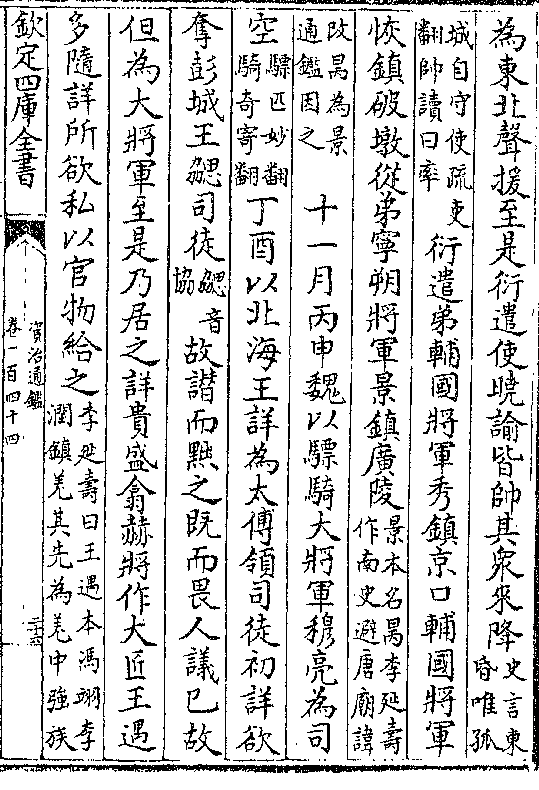 為東北聲援至是衍遣使曉諭皆帥其衆來降史言東昏唯孤
城自守使疏吏翻帥讀曰率衍遣弟輔國將軍秀鎮京口輔國將軍
恢鎮破墩從弟寧朔將軍景鎮廣陵景本名昺李延壽作南史避唐廟諱
改昺為景通鑑因之十一月丙申魏以驃騎大將軍穆亮為司
空驃匹妙翻騎奇寄翻丁酉以北海王詳為太傅領司徒初詳欲
奪彭城王勰司徒勰音協故譖而黜之既而畏人議已故
但為大將軍至是乃居之詳貴盛翕赫將作大匠王遇
多隨詳所欲私以官物給之李延壽曰王遇本馮翊李潤鎮羌其先為羌中強族
欽定四庫全書
資治通鑑
卷一百四十四